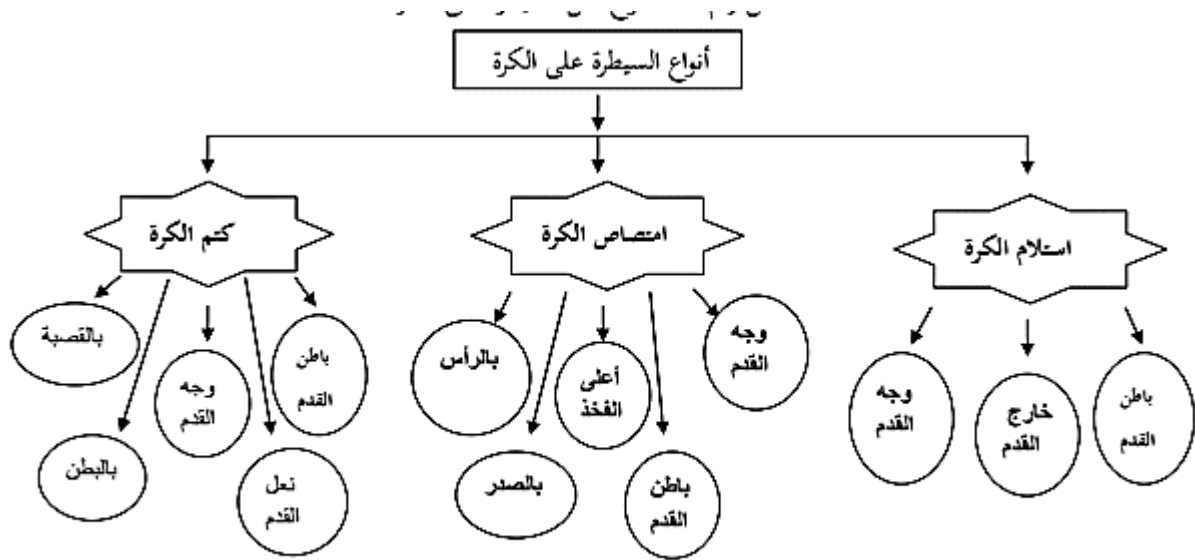 أنواع السيطرة على الكرة
استلام الكرة
امتصاص الكرة
كتم الكرة
باطن
القدم
خارج
القدم
وجه
القدم
وجه
القدم
باطن
القدم
أعلى
الفخذ
بالصدر
بالرأس
باطن
القدم
نعل
القدم
وجه
القدم
بالبطن
بالقصبة